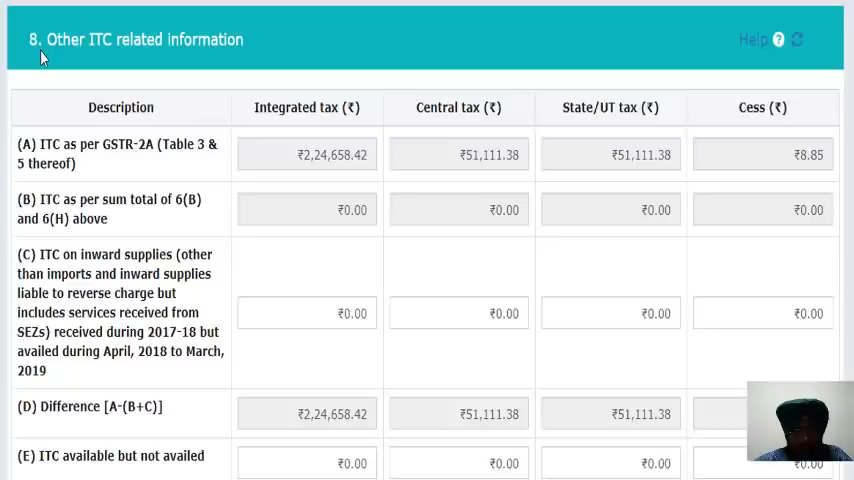 8. Other ITC related information
Help ?
Description
Integrated tax (₹)
Central tax (₹)
State/UT tax (₹)
Cess (₹)
(A) ITC as per GSTR-2A (Table 3 &
5 thereof)
₹2,24,658.42
₹51,111.38
₹51,111.38
₹8.85
(B) ITC as per sum total of 6(B)
and 6(H) above
₹0.00
₹0.00
₹0.00
₹0.00
(C) ITC on inward supplies (other
than imports and inward supplies
liable to reverse charge but
includes services received from
SEZs) received during 2017-18 but
availed during April, 2018 to March,
2019
₹0.00
₹0.00
₹0.00
₹0.00
(D) Difference [A-(B+C)]
₹2,24,658.42
₹51,111.38
₹51,111.38
(E) ITC available but not availed
₹0.00
₹0.00
₹0.00
₹0.00